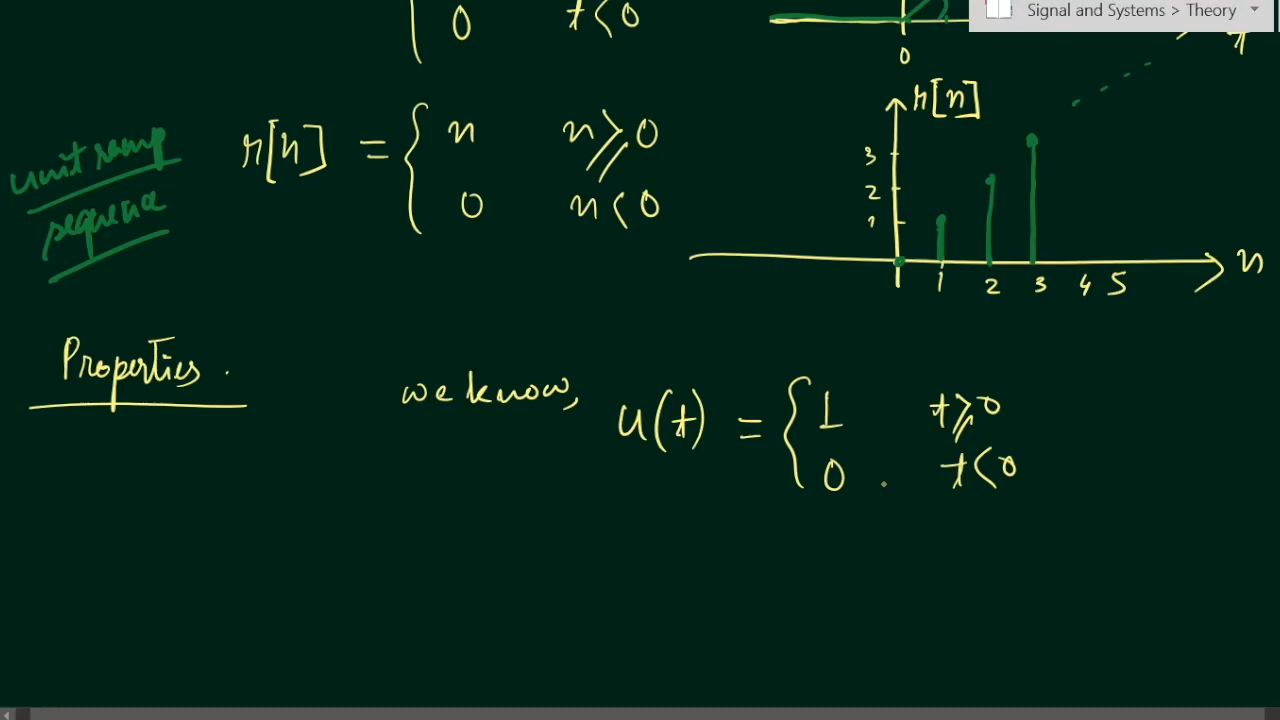 0 t<0
Signal and Systems > Theory
0 t
unit ramp
sequence
r[n] = { n n⩾0
0 n<0
r[n]
3
2
1
1 2 3 4 5 n
Properties.
we know, u(t) = { 1 t⩾0
0 . t<0